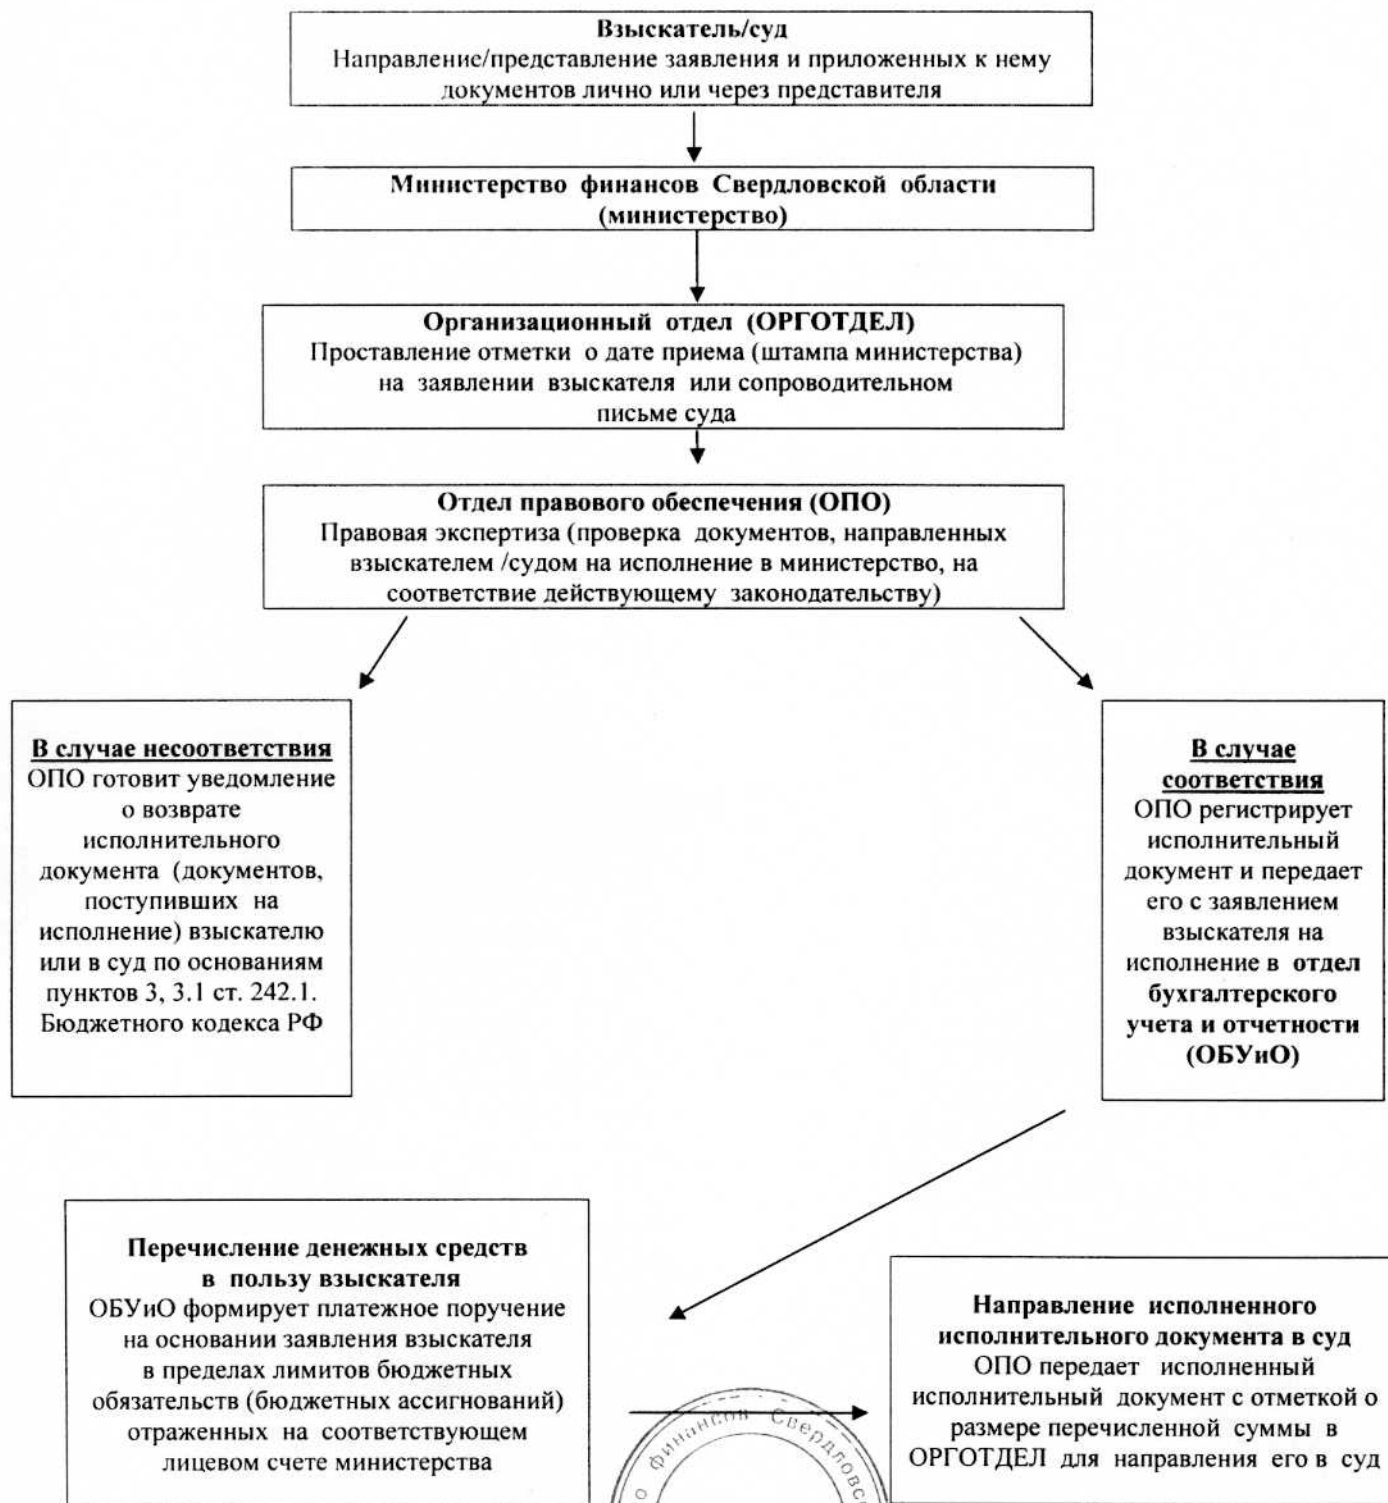 Взыскатель/суд
Направление/представление заявления и приложенных к нему
документов лично или через представителя
Министерство финансов Свердловской области
(министерство)
Организационный отдел (ОРГОТДЕЛ)
Проставление отметки о дате приема (штампа министерства)
на заявлении взыскателя или сопроводительном
письме суда
Отдел правового обеспечения (ОПО)
Правовая экспертиза (проверка документов, направленных
взыскателем /судом на исполнение в министерство, на
соответствие действующему законодательству)
В случае несоответствия
ОПО готовит уведомление
о возврате
исполнительного
документа (документов,
поступивших на
исполнение) взыскателю
или в суд по основаниям
пунктов 3, 3.1 ст. 242.1.
Бюджетного кодекса РФ
В случае
соответствия
ОПО регистрирует
исполнительный
документ и передает
его с заявлением
взыскателя на
исполнение в отдел
бухгалтерского
учета и отчетности
(ОБУиО)
Перечисление денежных средств
в пользу взыскателя
ОБУиО формирует платежное поручение
на основании заявления взыскателя
в пределах лимитов бюджетных
обязательств (бюджетных ассигнований)
отраженных на соответствующем
лицевом счете министерства
Направление исполненного
исполнительного документа в суд
ОПО передает исполненный
исполнительный документ с отметкой о
размере перечисленной суммы в
ОРГОТДЕЛ для направления его в суд
о финансов Свердловс